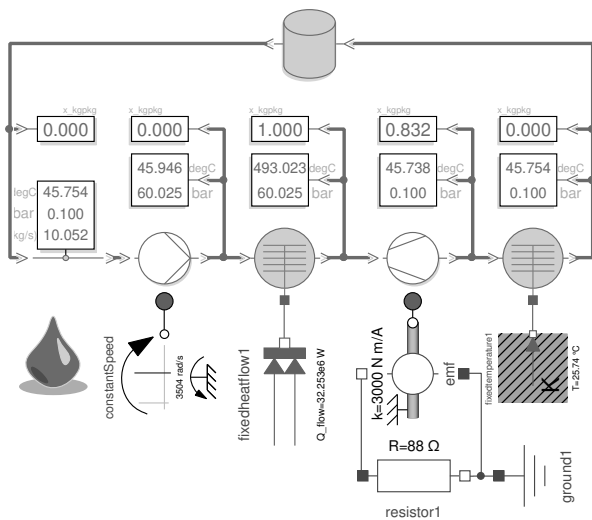 x_kgpkg
x_kgpkg
x_kgpkg
x_kgpkg
x_kgpkg
0.000
0.000
1.000
0.832
0.000
45.754
0.100
10.052
degC
bar
(kg/s)
45.946
60.025
degC
bar
493.023
60.025
degC
bar
45.738
0.100
degC
bar
45.754
0.100
degC
bar
constantSpeed
3504 rad/s
fixedheatflow1
Q_flow=32.253e6 W
k=3000 N m/A
emf
fixedtemperature1
K
T=25.74 °C
R=88 Ω
resistor1
ground1